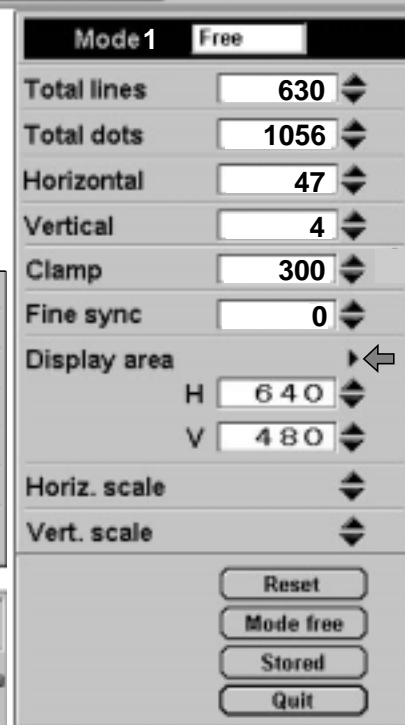 Mode1 Free
Total lines 630
Total dots 1056
Horizontal 47
Vertical 4
Clamp 300
Fine sync 0
Display area
H 640
V 480
Horiz. scale
Vert. scale
Reset
Mode free
Stored
Quit